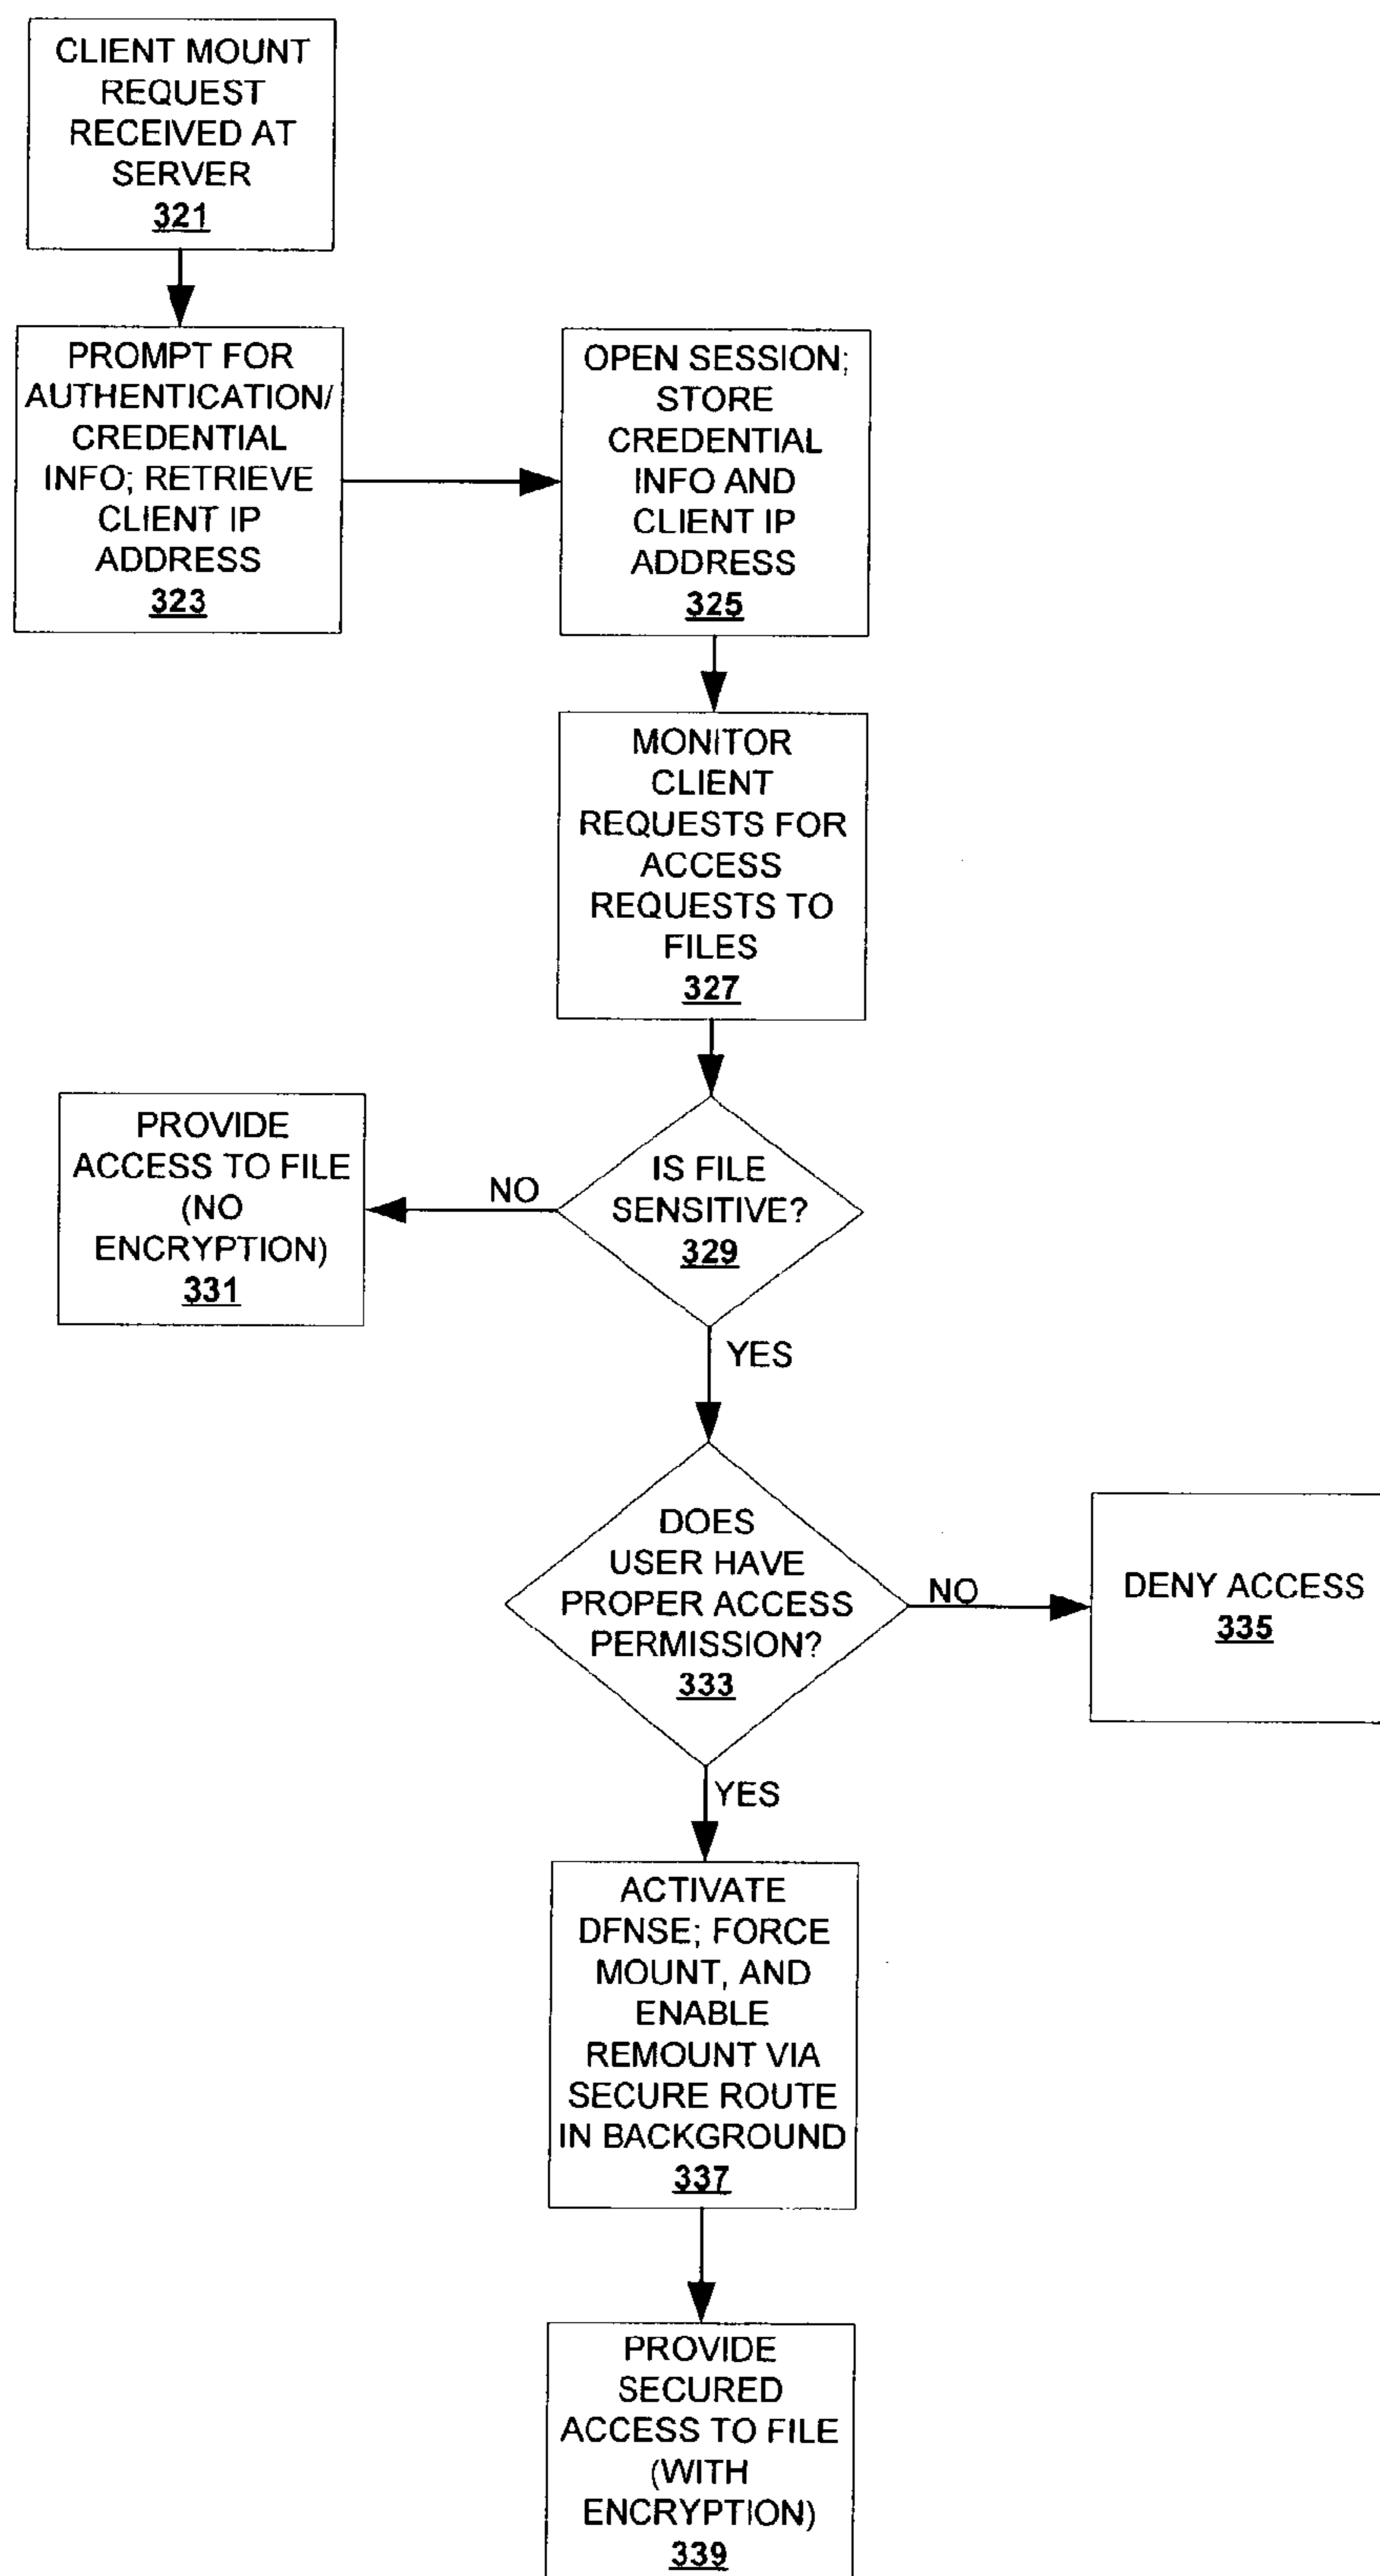 CLIENT MOUNT
REQUEST
RECEIVED AT
SERVER
321
PROMPT FOR
AUTHENTICATION/
CREDENTIAL
INFO; RETRIEVE
CLIENT IP
ADDRESS
323
OPEN SESSION;
STORE
CREDENTIAL
INFO AND
CLIENT IP
ADDRESS
325
MONITOR
CLIENT
REQUESTS FOR
ACCESS
REQUESTS TO
FILES
327
IS FILE
SENSITIVE?
329
NO
PROVIDE
ACCESS TO FILE
(NO
ENCRYPTION)
331
YES
DOES
USER HAVE
PROPER ACCESS
PERMISSION?
333
NO
DENY ACCESS
335
YES
ACTIVATE
DFNSE; FORCE
MOUNT, AND
ENABLE
REMOUNT VIA
SECURE ROUTE
IN BACKGROUND
337
PROVIDE
SECURED
ACCESS TO FILE
(WITH
ENCRYPTION)
339